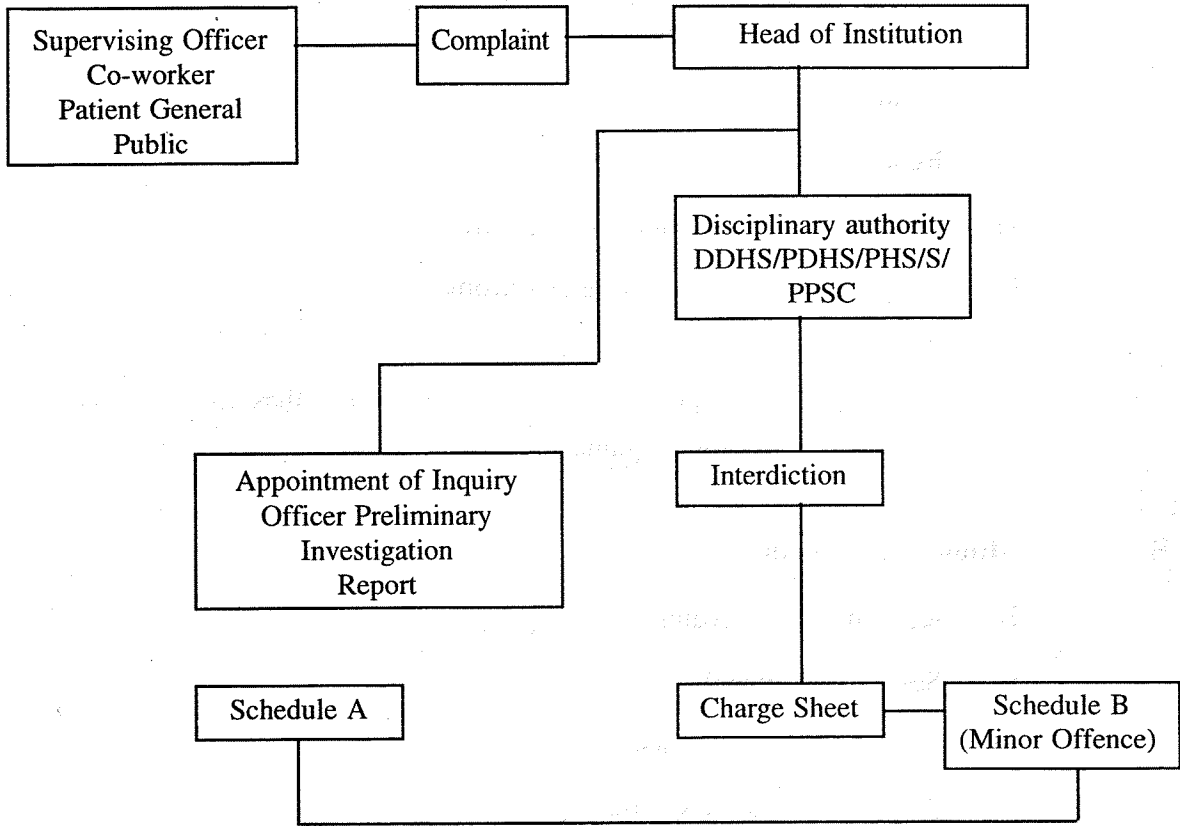 Supervising Officer
Co-worker
Patient General
Public
Complaint
Head of Institution
Disciplinary authority
DDHS/PDHS/PHS/S/
PPSC
Appointment of Inquiry
Officer Preliminary
Investigation
Report
Interdiction
Schedule A
Charge Sheet
Schedule B
(Minor Offence)